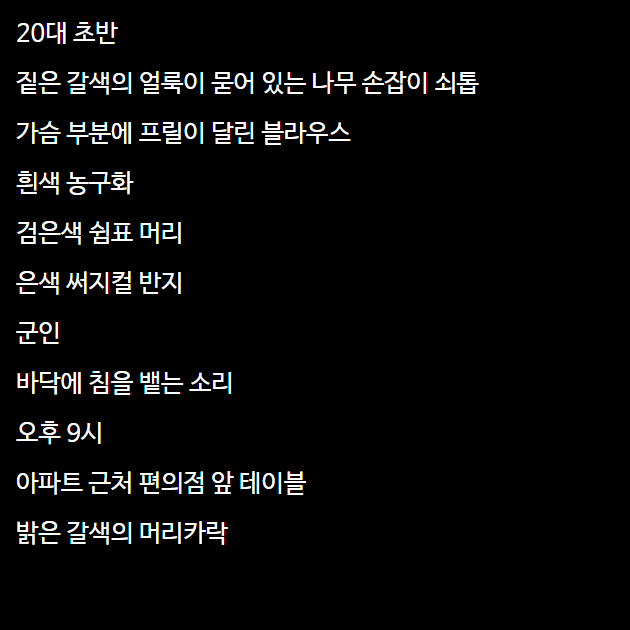 20대 초반
짙은 갈색의 얼룩이 묻어 있는 나무 손잡이 쇠톱
가슴 부분에 프릴이 달린 블라우스
흰색 농구화
검은색 쉼표 머리
은색 써지컬 반지
군인
바닥에 침을 뱉는 소리
오후 9시
아파트 근처 편의점 앞 테이블
밝은 갈색의 머리카락